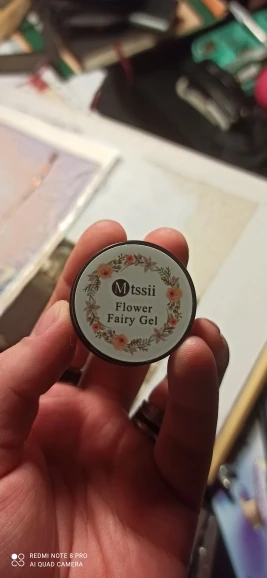 Mtssii
Flower
Fairy Gel
REDMI NOTE 8 PRO
AI QUAD CAMERA